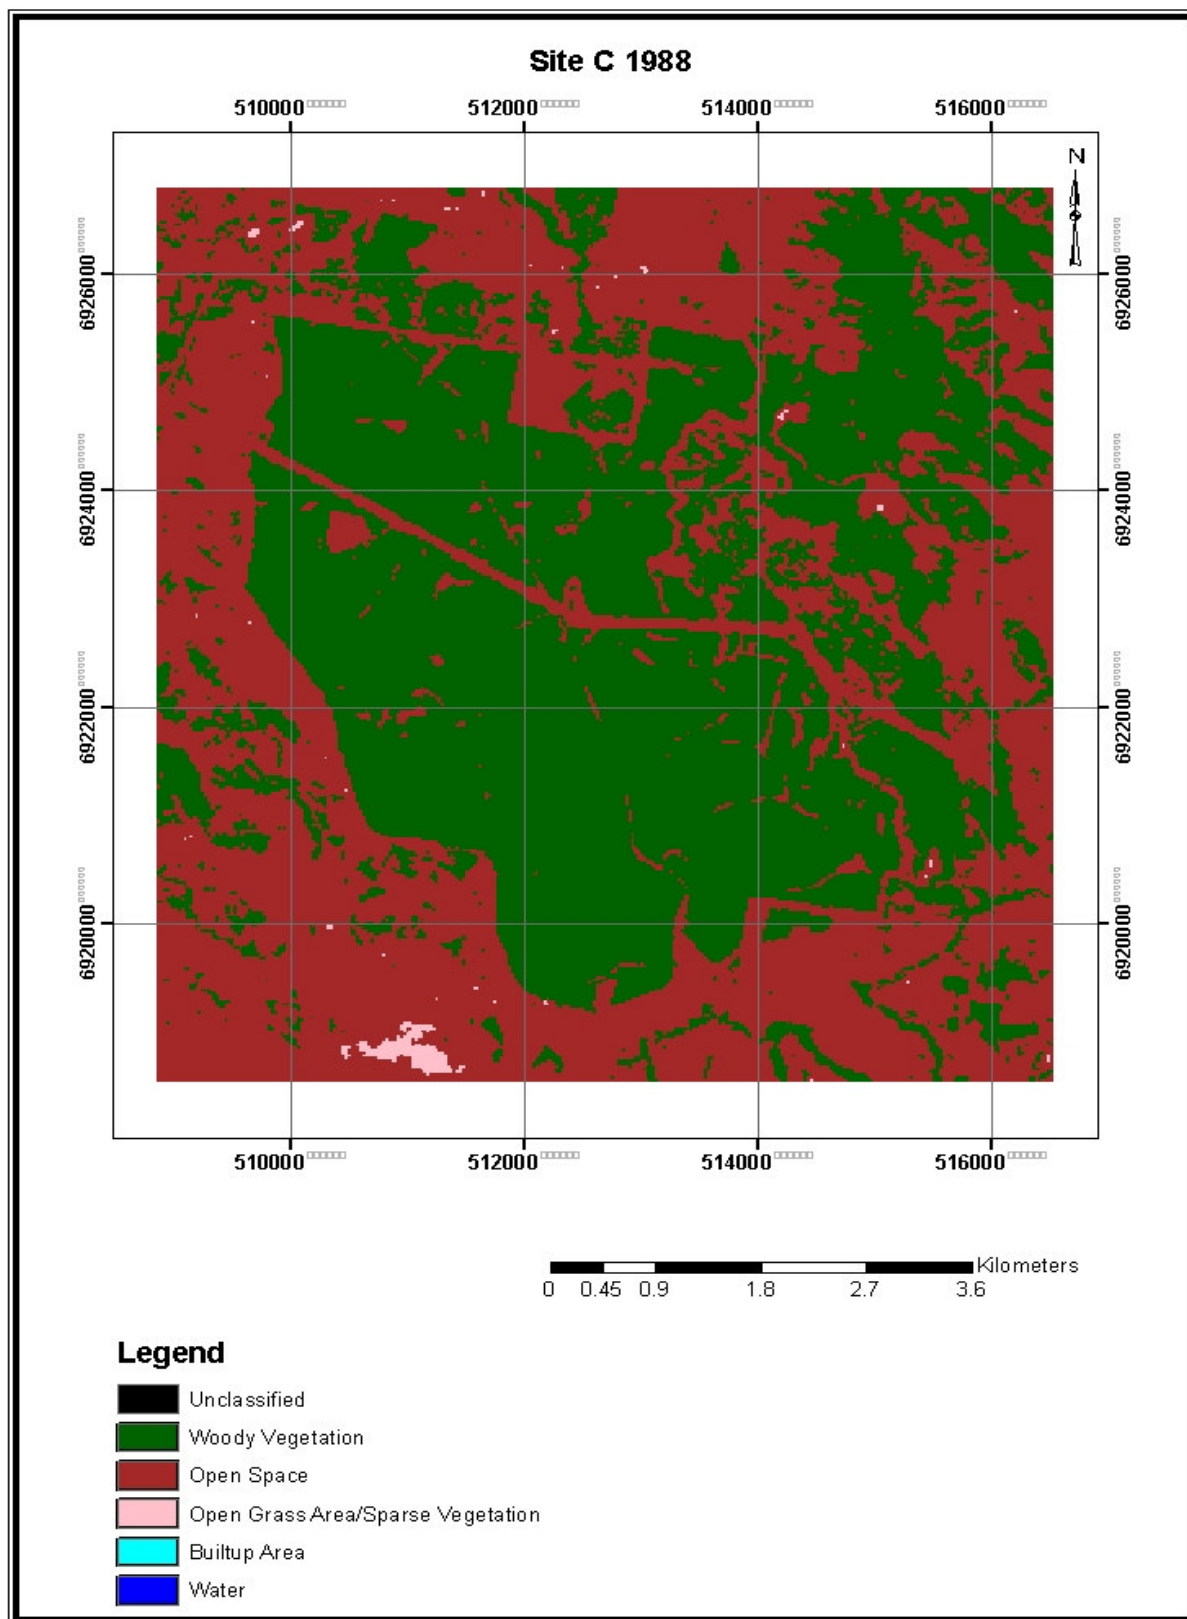 Site C 1988
510000 512000 514000 516000
6926000 6926000
6924000 6924000
6922000 6922000
6920000 6920000
N
510000 512000 514000 516000
Kilometers
0 0.45 0.9 1.8 2.7 3.6
Legend
Unclassified
Woody Vegetation
Open Space
Open Grass Area/Sparse Vegetation
Builtup Area
Water